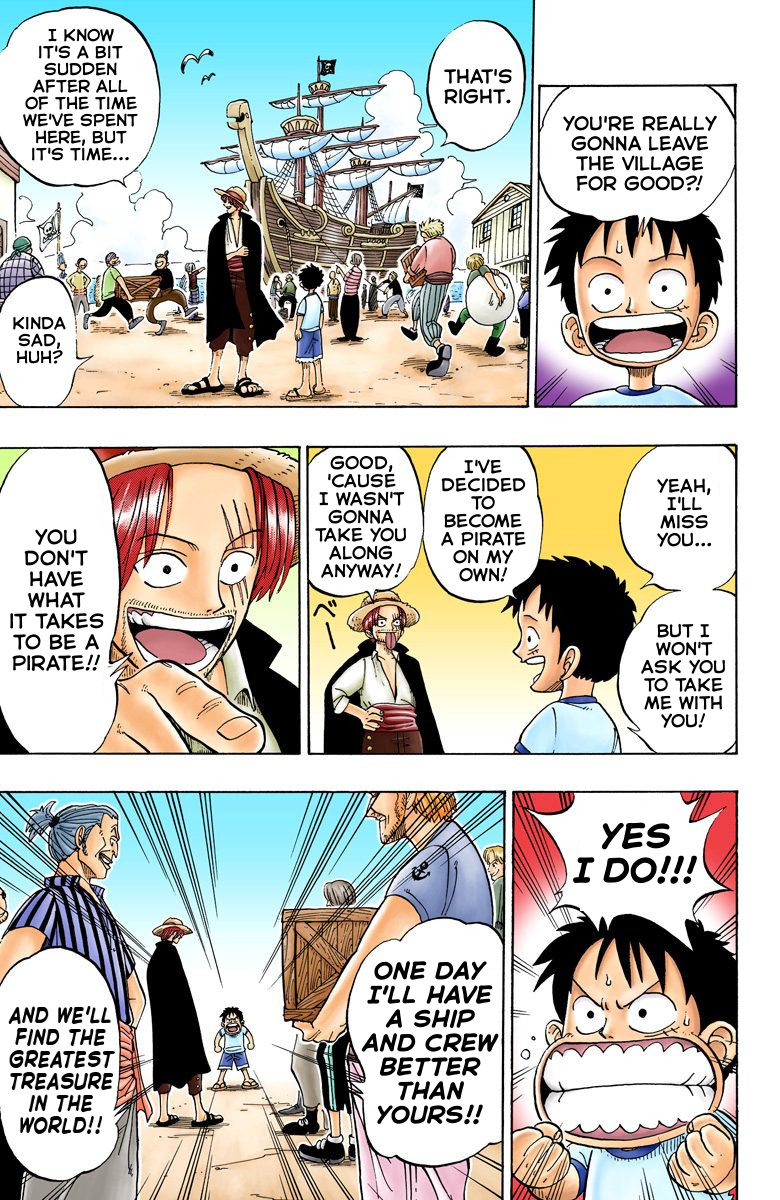 YOU'RE REALLY
GONNA LEAVE
THE VILLAGE
FOR GOOD?!
THAT'S
RIGHT.
I KNOW
IT'S A BIT
SUDDEN
AFTER ALL
OF THE TIME
WE'VE SPENT
HERE, BUT
IT'S TIME...
KINDA
SAD,
HUH?
YEAH,
I'LL
MISS
YOU...
BUT I
WON'T
ASK YOU
TO TAKE
ME WITH
YOU!
I'VE
DECIDED
TO
BECOME
A PIRATE
ON MY
OWN!
GOOD,
'CAUSE
I WASN'T
GONNA
TAKE YOU
ALONG
ANYWAY!
べー
YOU
DON'T
HAVE
WHAT
IT TAKES
TO BE A
PIRATE!!
YES
I DO!!!
ONE DAY
I'LL HAVE
A SHIP
AND CREW
BETTER
THAN
YOURS!!
AND WE'LL
FIND THE
GREATEST
TREASURE
IN THE
WORLD!!